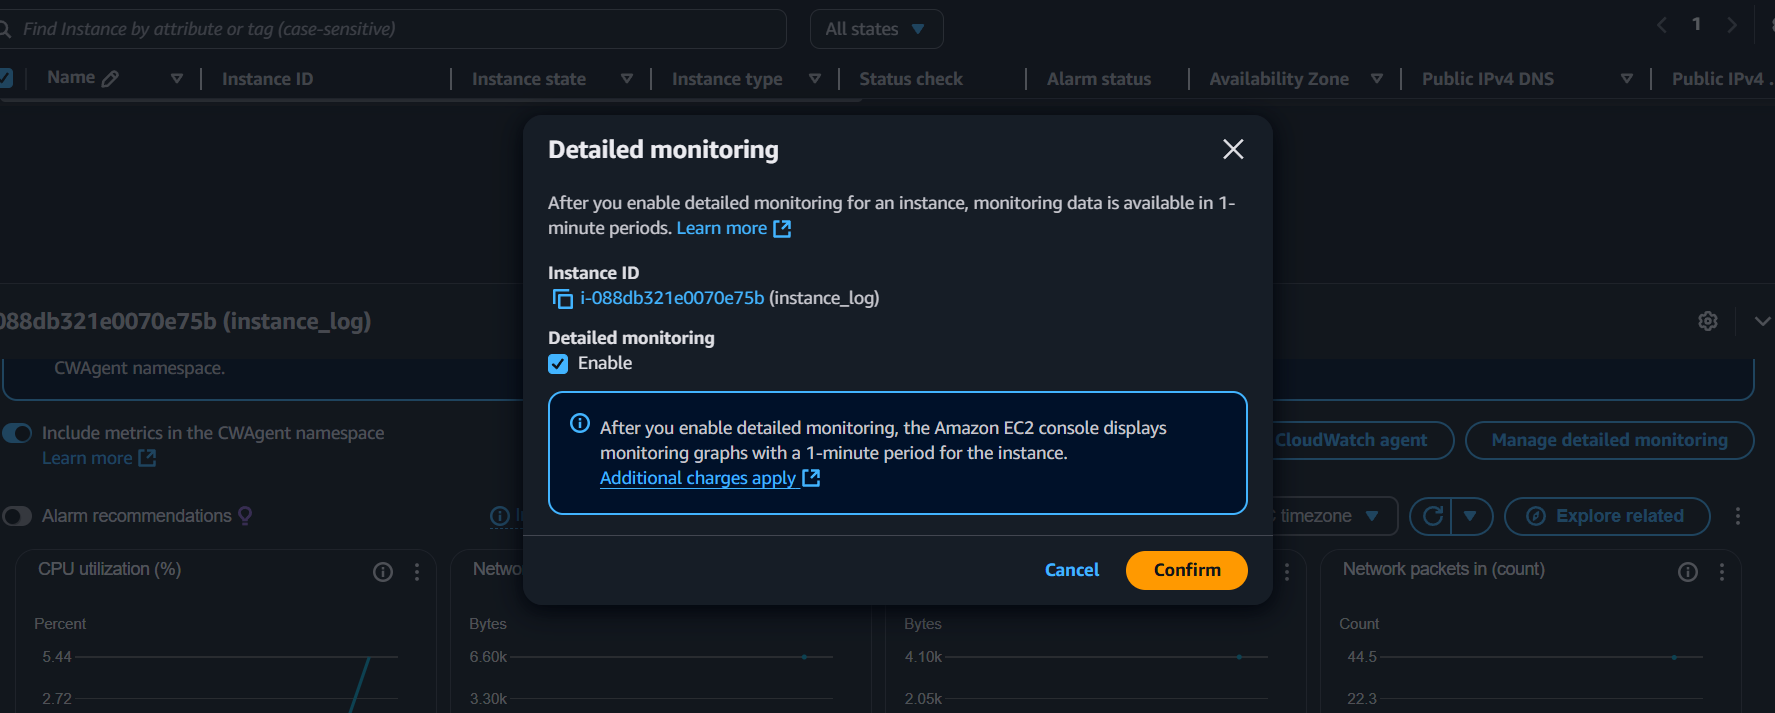 Find Instance by attribute or tag (case-sensitive)
All states
1
Name
Instance ID
Instance state
Instance type
Status check
Alarm status
Availability Zone
Public IPv4 DNS
Public IPv4 ...
Detailed monitoring
After you enable detailed monitoring for an instance, monitoring data is available in 1-
minute periods. Learn more
Instance ID
i-088db321e0070e75b (instance_log)
Detailed monitoring
Enable
After you enable detailed monitoring, the Amazon EC2 console displays
monitoring graphs with a 1-minute period for the instance.
Additional charges apply
Cancel
Confirm
088db321e0070e75b (instance_log)
CWAgent namespace.
Include metrics in the CWAgent namespace
Learn more
CloudWatch agent
Manage detailed monitoring
Alarm recommendations
timezone
Explore related
CPU utilization (%)
Percent
5.44
2.72
Netwo
Bytes
6.60k
3.30k
Bytes
4.10k
2.05k
Network packets in (count)
Count
44.5
22.3